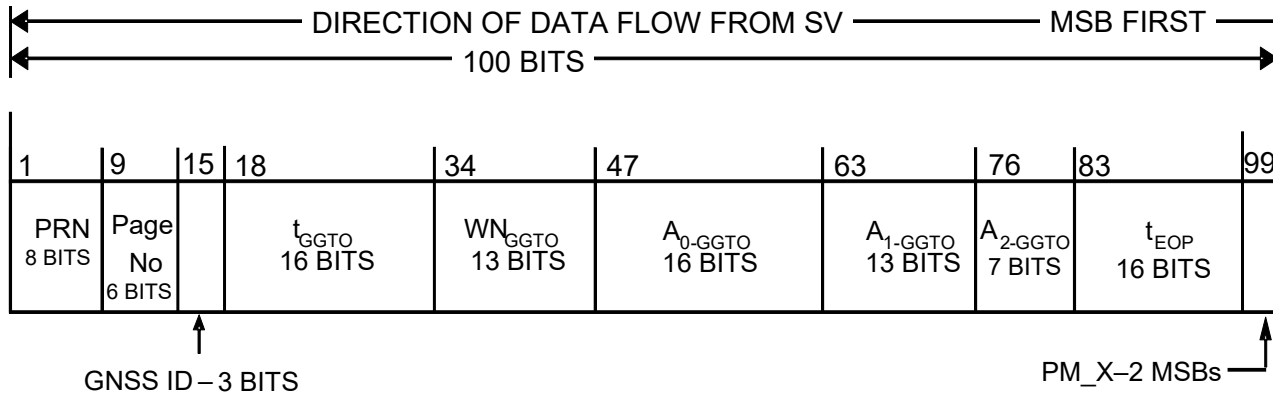 DIRECTION OF DATA FLOW FROM SV MSB FIRST
100 BITS
1 9 15 18 34 47 63 76 83 99
PRN
8 BITS
Page
No
6 BITS
tGGTO
16 BITS
WNGGTO
13 BITS
A0-GGTO
16 BITS
A1-GGTO
13 BITS
A2-GGTO
7 BITS
tEOP
16 BITS
GNSS ID – 3 BITS
PM_X–2 MSBs